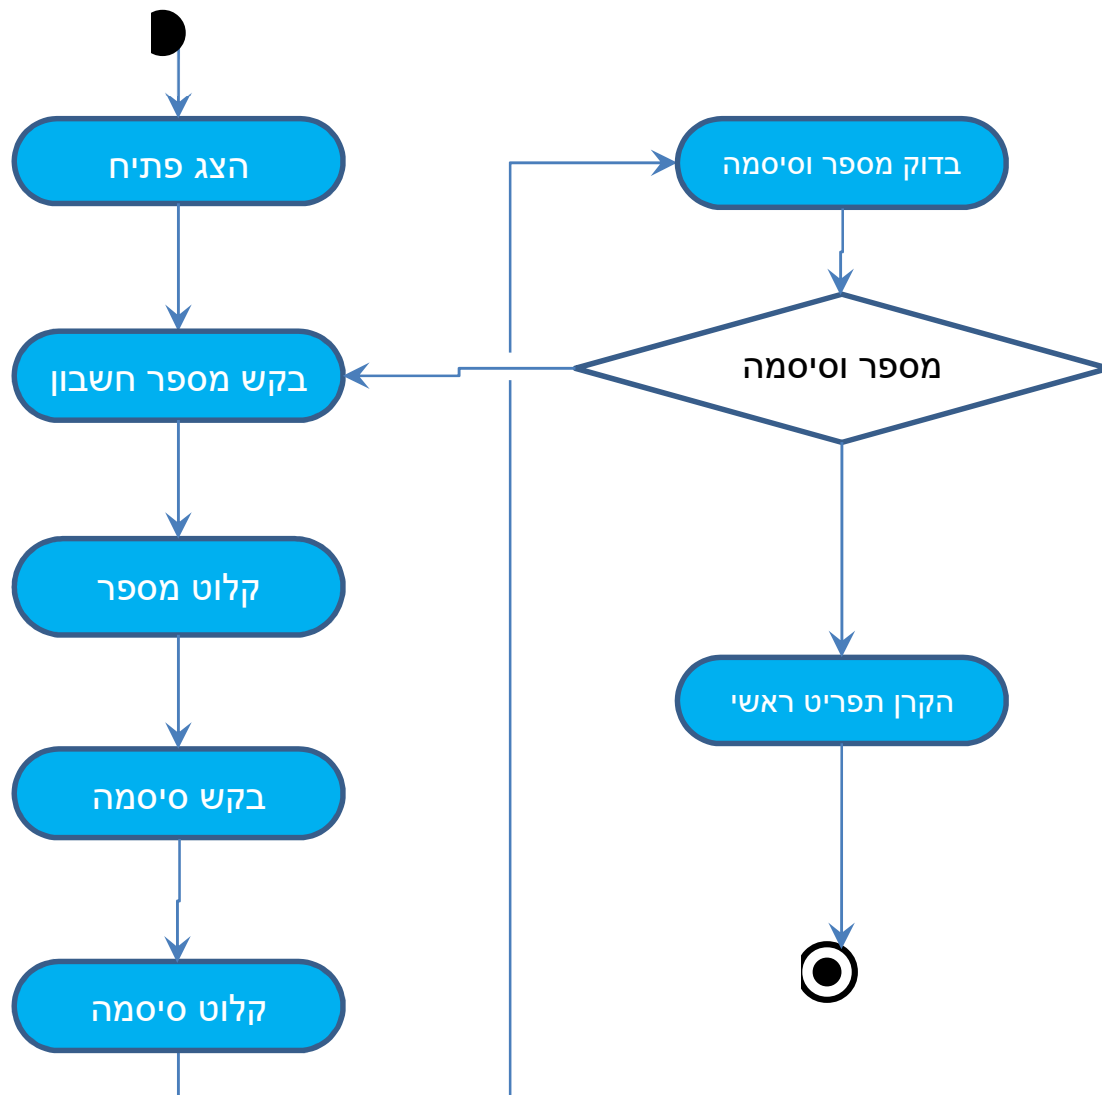 הצג פתיח
בקש מספר חשבון
קלוט מספר
בקש סיסמה
קלוט סיסמה
בדוק מספר וסיסמה
מספר וסיסמה
הקרן תפריט ראשי